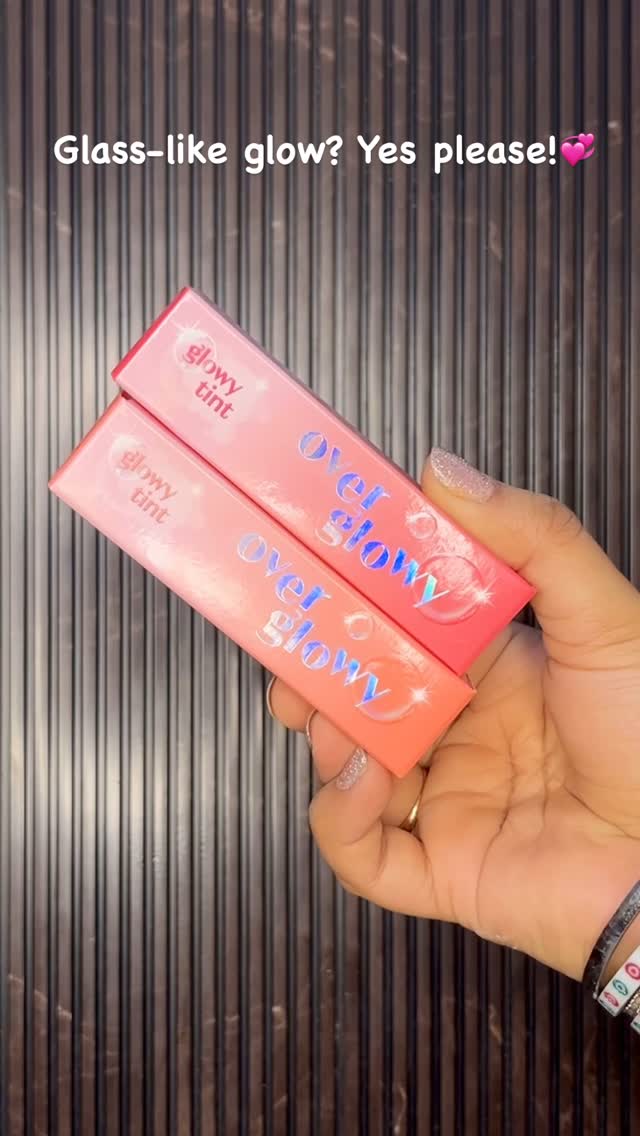 Glass-like glow? Yes please!💞
glowy
tint
over
glowy
glowy
tint
over
glowy